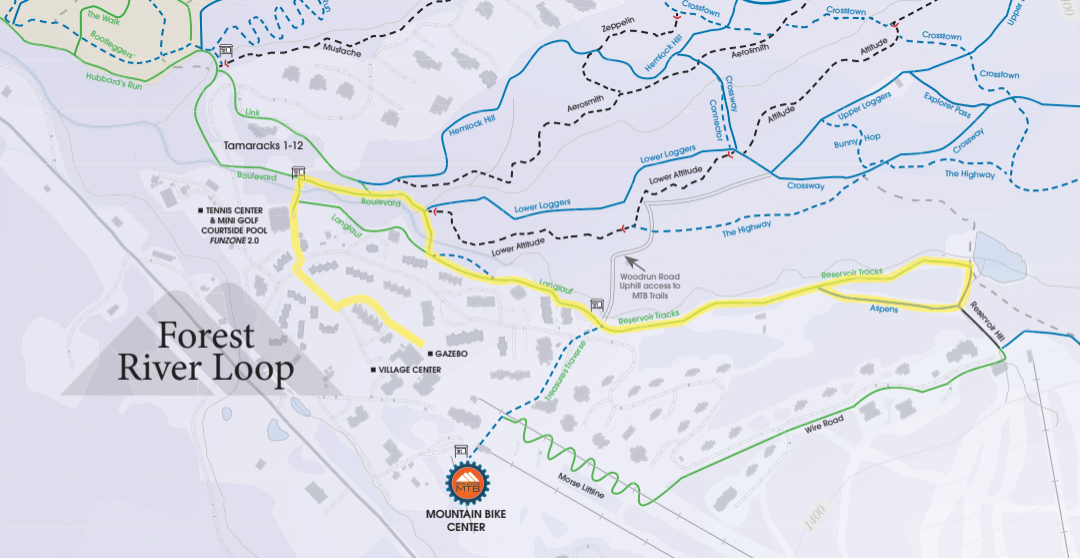 The Walk
Bootleggers'
Hubbard's Run
Run
Mustache
Zeppelin
Crosstown
Crosstown
Crosstown
Crosstown
Upper
1400
Hemlock Hill
Aerosmith
Attitude
Aerosmith
Crossway
Connector
Attitude
Upper Loggers
Explorer Pass
Link
Hemlock Hill
Bunny Hop
Crossway
Tamaracks 1-12
Lower Loggers
The Highway
Boulevard
Lower Attitude
Crossway
Boulevard
Lower Loggers
TENNIS CENTER
& MINI GOLF
COURTSIDE POOL
FUNZONE 2.0
Langlauf
Lower Attitude
The Highway
Woodrun Road
Uphill access to
MTB Trails
Langlauf
Reservoir Tracks
Reservoir Tracks
Aspens
Reservoir Hill
Forest
River Loop
GAZEBO
VILLAGE CENTER
Treasures Traverse
Wire Road
Morse Liftline
MTB
MOUNTAIN BIKE
CENTER
1400